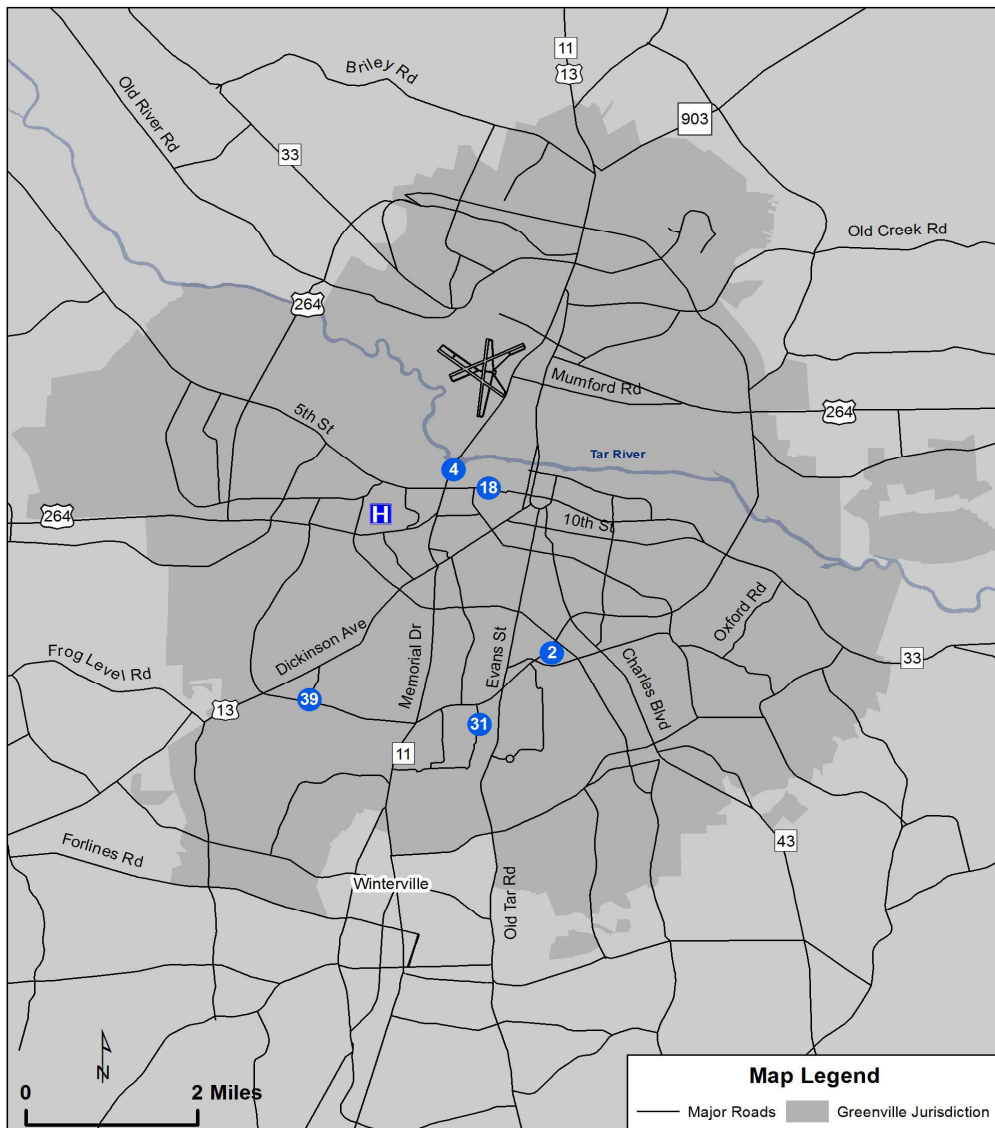 11
13
Briley Rd
903
Old River Rd
33
Old Creek Rd
264
Mumford Rd
264
5th St
Tar River
4
18
H
264
10th St
Oxford Rd
Dickinson Ave
Memorial Dr
Evans St
2
Charles Blvd
33
Frog Level Rd
39
13
31
11
43
Forlines Rd
Winterville
Old Tar Rd
N
0 2 Miles
Map Legend
Major Roads Greenville Jurisdiction